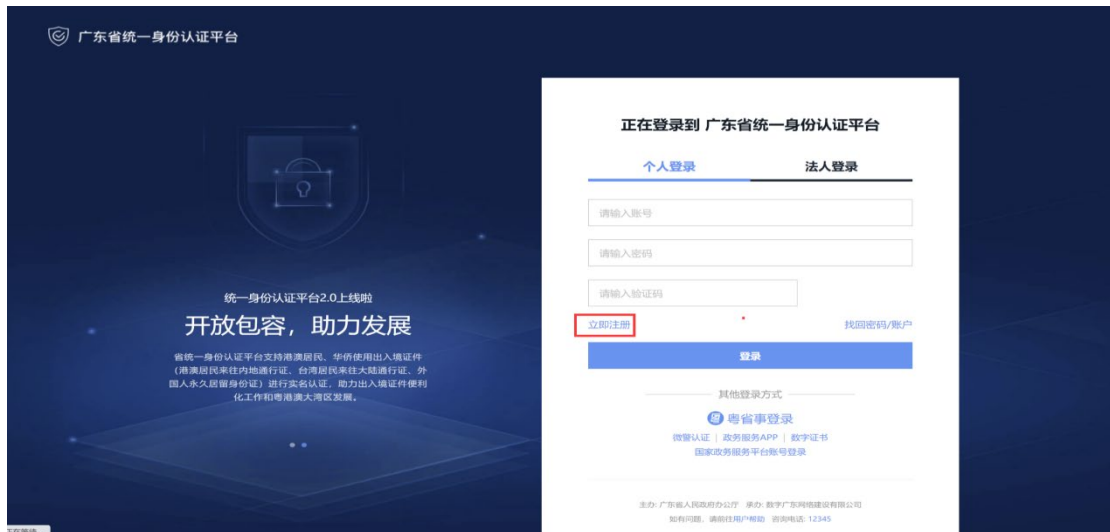 广东省统一身份认证平台
统一身份认证平台2.0上线啦
开放包容，助力发展
省统一身份认证平台支持港澳居民、华侨使用出入境证件
(港澳居民来往内地通行证、台湾居民来往大陆通行证、外
国人永久居留身份证）进行实名认证，助力出入境证件便利
化工作和粤港澳大湾区发展。
正在登录到 广东省统一身份认证平台
个人登录 法人登录
请输入账号
请输入密码
请输入验证码
立即注册 找回密码/账户
登录
其他登录方式
粤省事登录
微警认证 | 政务服务APP | 数字证书
国家政务服务平台账号登录
主办: 广东省人民政府办公厅 承办: 数字广东网络建设有限公司
如有问题，请前往用户帮助 咨询电话: 12345